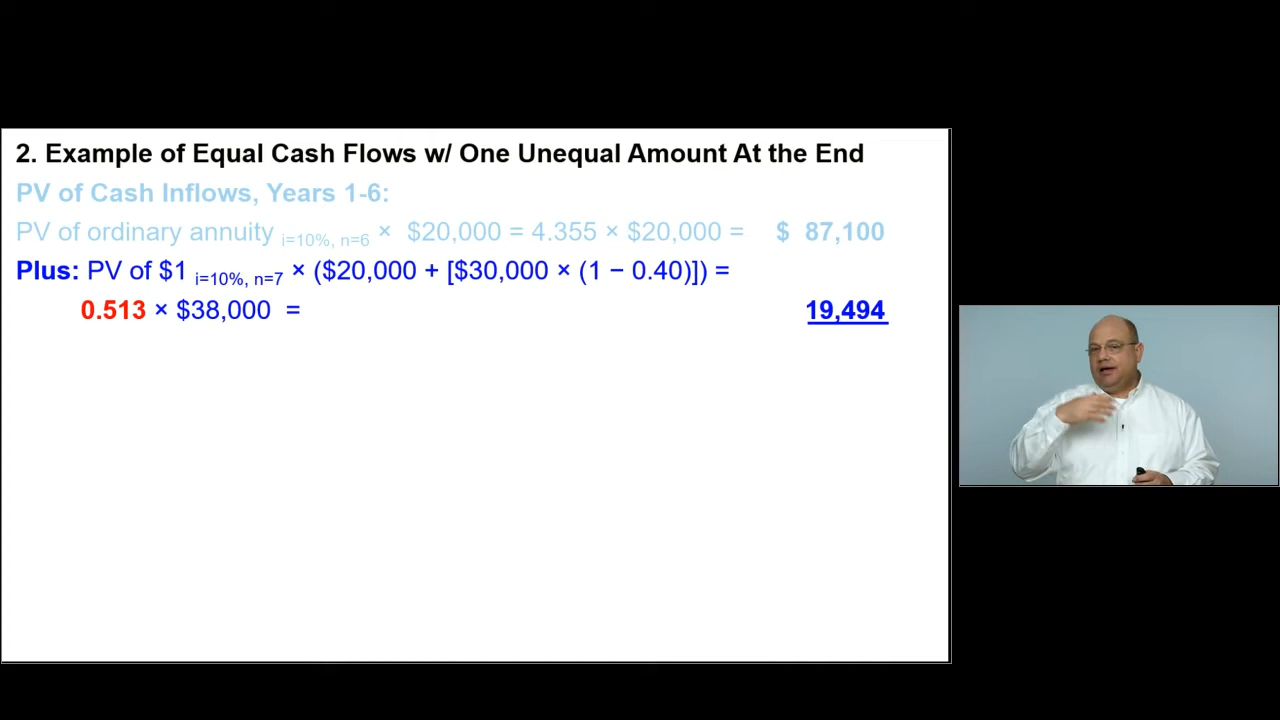 2. Example of Equal Cash Flows w/ One Unequal Amount At the End
PV of Cash Inflows, Years 1-6:
PV of ordinary annuity i=10%, n=6 × $20,000 = 4.355 × $20,000 = $ 87,100
Plus: PV of $1 i=10%, n=7 × ($20,000 + [$30,000 × (1 − 0.40)]) =
0.513 × $38,000 = 19,494